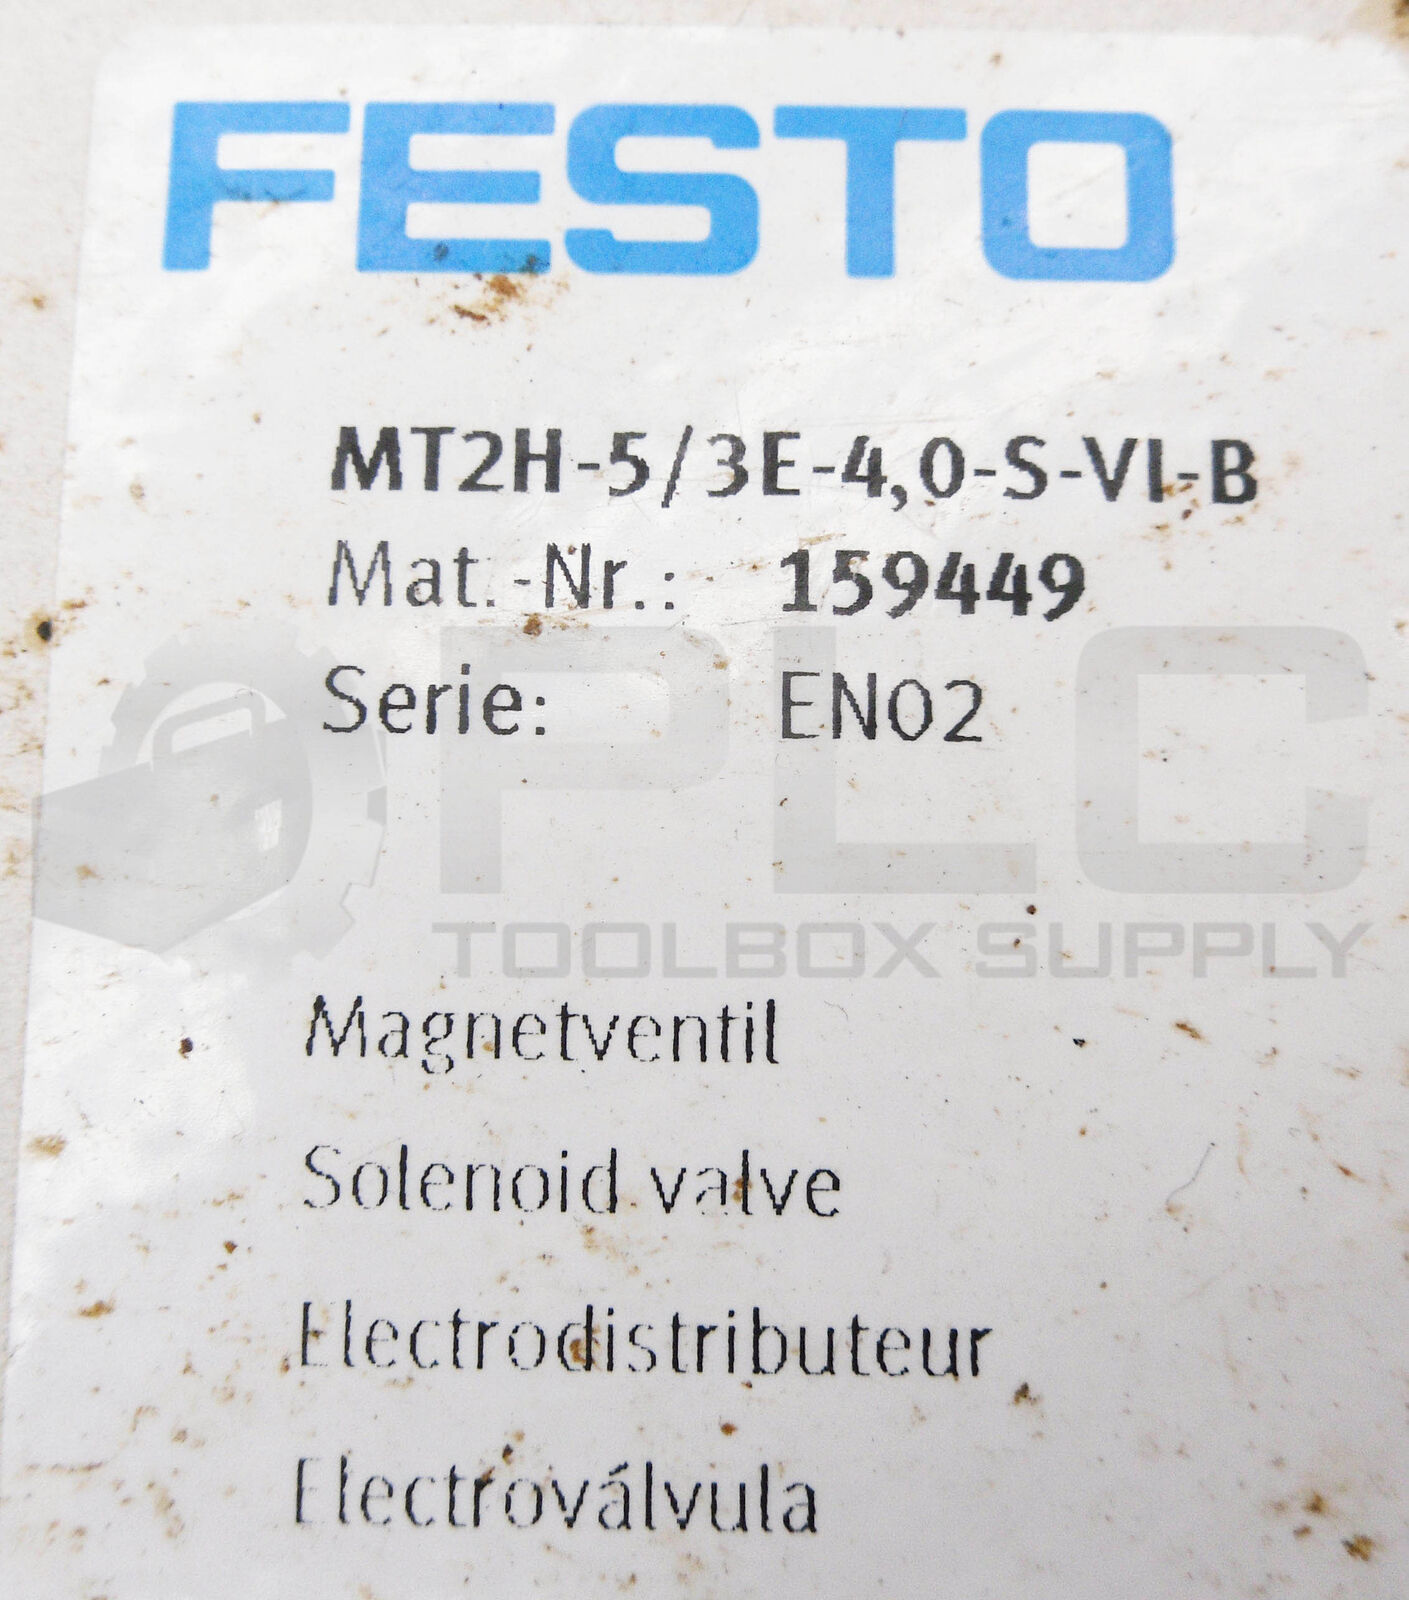 FESTO
MT2H-5/3E-4,0-S-VI-B
Mat.-Nr.: 159449
Serie: EN02
PLC
TOOLBOX SUPPLY
Magnetventil
Solenoid valve
Electrodistributeur
Electroválvula